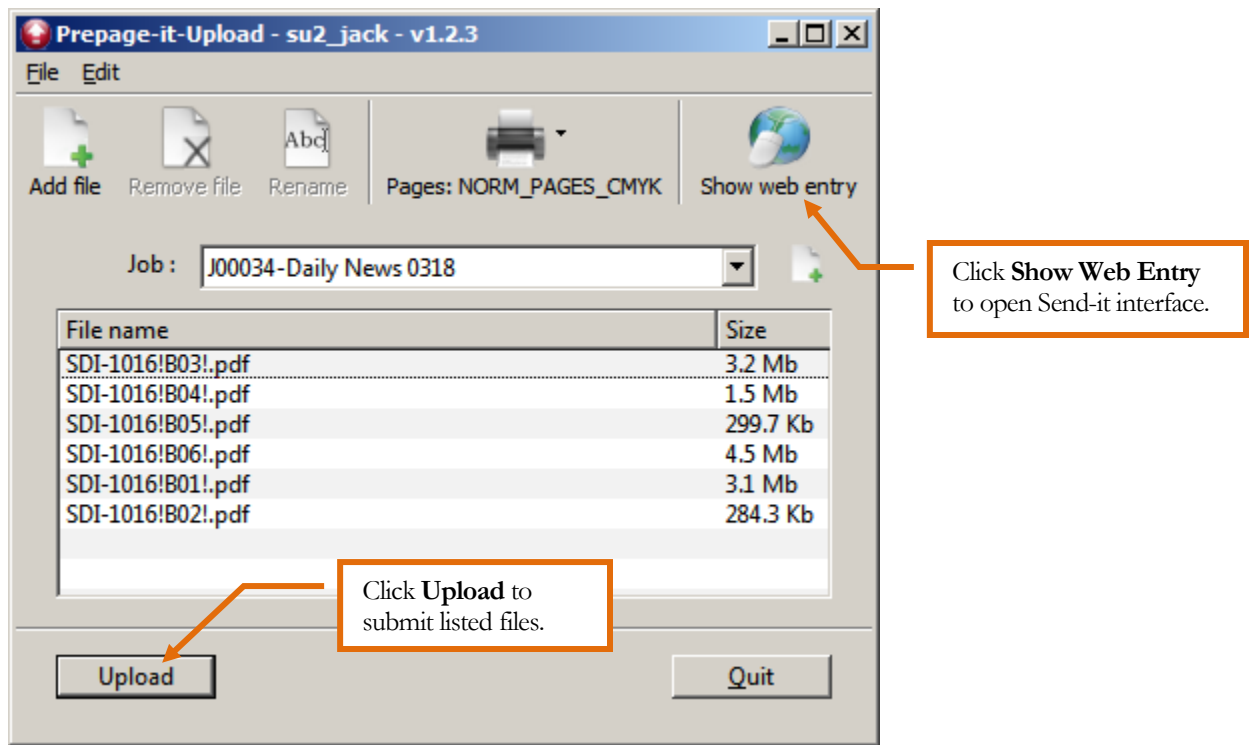 Prepage-it-Upload - su2_jack - v1.2.3
File Edit
Abc
Add file Remove file Rename Pages: NORM_PAGES_CMYK Show web entry
Job : J00034-Daily News 0318
Click Show Web Entry
to open Send-it interface.
File name Size
SDI-1016!B03!.pdf 3.2 Mb
SDI-1016!B04!.pdf 1.5 Mb
SDI-1016!B05!.pdf 299.7 Kb
SDI-1016!B06!.pdf 4.5 Mb
SDI-1016!B01!.pdf 3.1 Mb
SDI-1016!B02!.pdf 284.3 Kb
Click Upload to
submit listed files.
Upload Quit